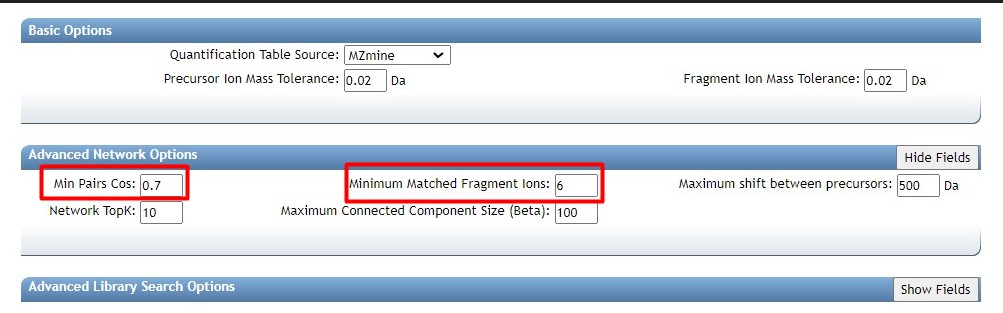 Basic Options
Quantification Table Source: MZmine
Precursor Ion Mass Tolerance: 0.02 Da Fragment Ion Mass Tolerance: 0.02 Da
Advanced Network Options Hide Fields
Min Pairs Cos: 0.7 Minimum Matched Fragment Ions: 6 Maximum shift between precursors: 500 Da
Network TopK: 10 Maximum Connected Component Size (Beta): 100
Advanced Library Search Options Show Fields